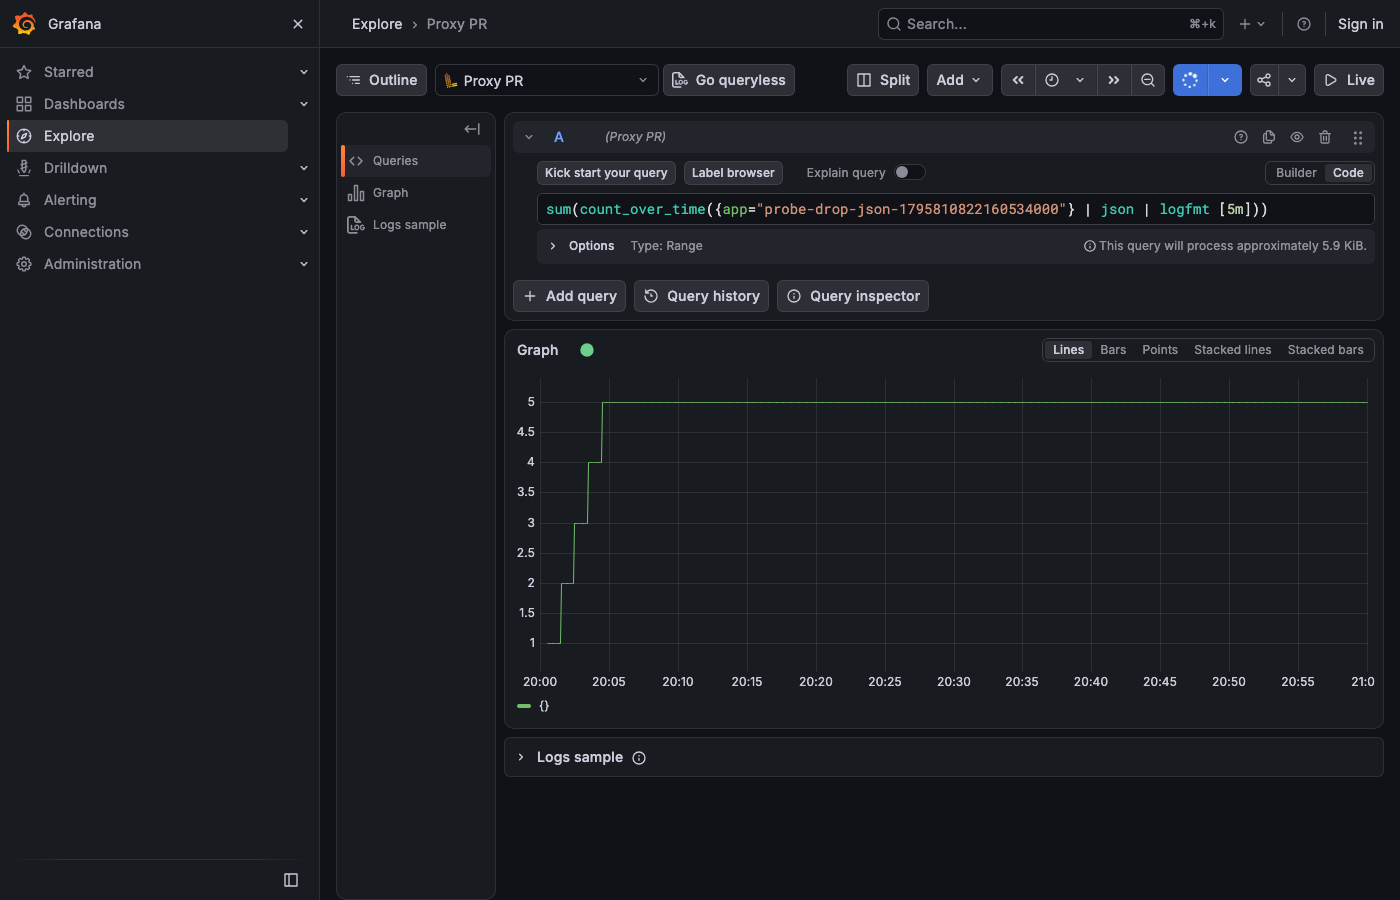 Grafana
Explore › Proxy PR
Search...
⌘+k
Sign in
Starred
Dashboards
Explore
Drilldown
Alerting
Connections
Administration
Outline
Proxy PR
Go queryless
Split
Add
Live
Queries
Graph
Logs sample
A
(Proxy PR)
Kick start your query
Label browser
Explain query
Builder
Code
sum(count_over_time({app="probe-drop-json-1795810822160534000"} | json | logfmt [5m]))
Options
Type: Range
This query will process approximately 5.9 KiB.
+ Add query
Query history
Query inspector
Graph
Lines
Bars
Points
Stacked lines
Stacked bars
5
4.5
4
3.5
3
2.5
2
1.5
1
20:00
20:05
20:10
20:15
20:20
20:25
20:30
20:35
20:40
20:45
20:50
20:55
21:0
{}
Logs sample